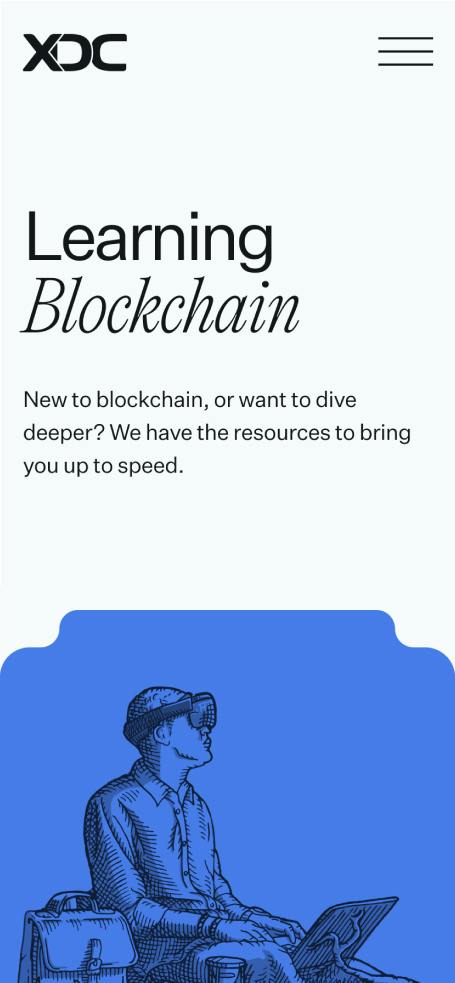 XDC
Learning
Blockchain
New to blockchain, or want to dive
deeper? We have the resources to bring
you up to speed.